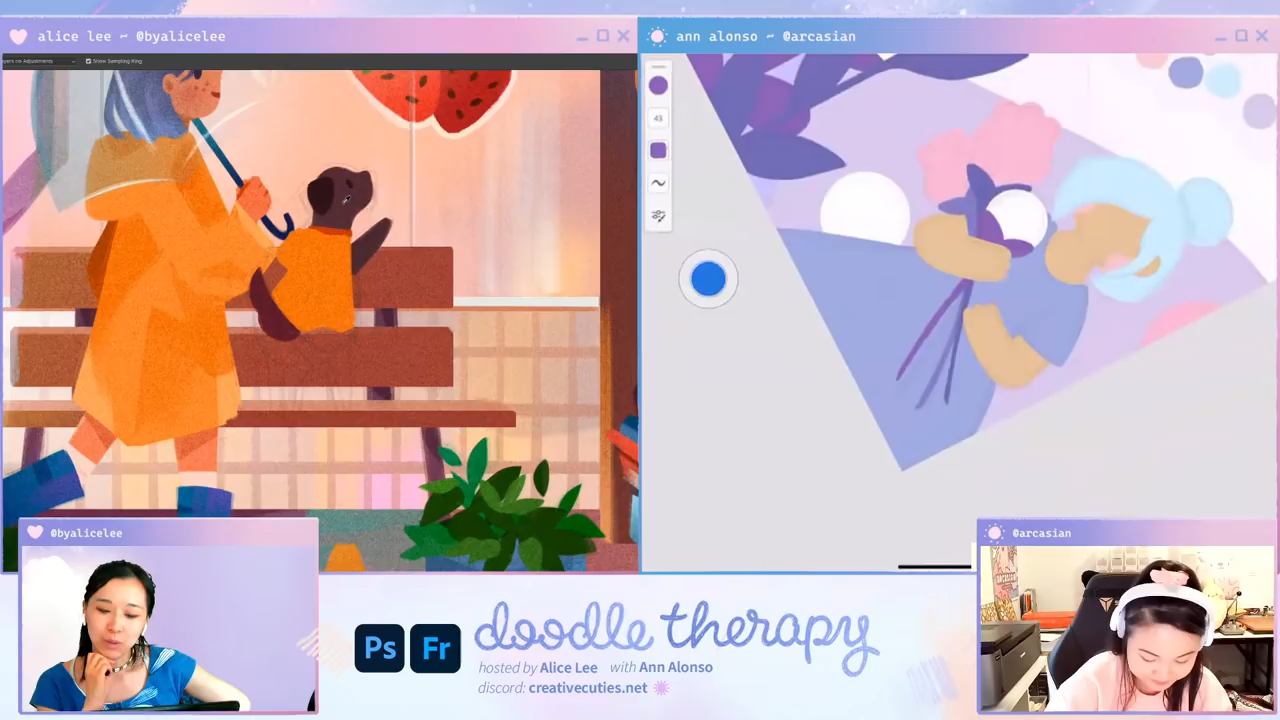 alice lee ~ @byalicelee
ann alonso ~ @arcasian
Show Sampling Ring
43
@byalicelee
@arcasian
Ps Fr
doodle therapy
hosted by Alice Lee with Ann Alonso
discord: creativecuties.net